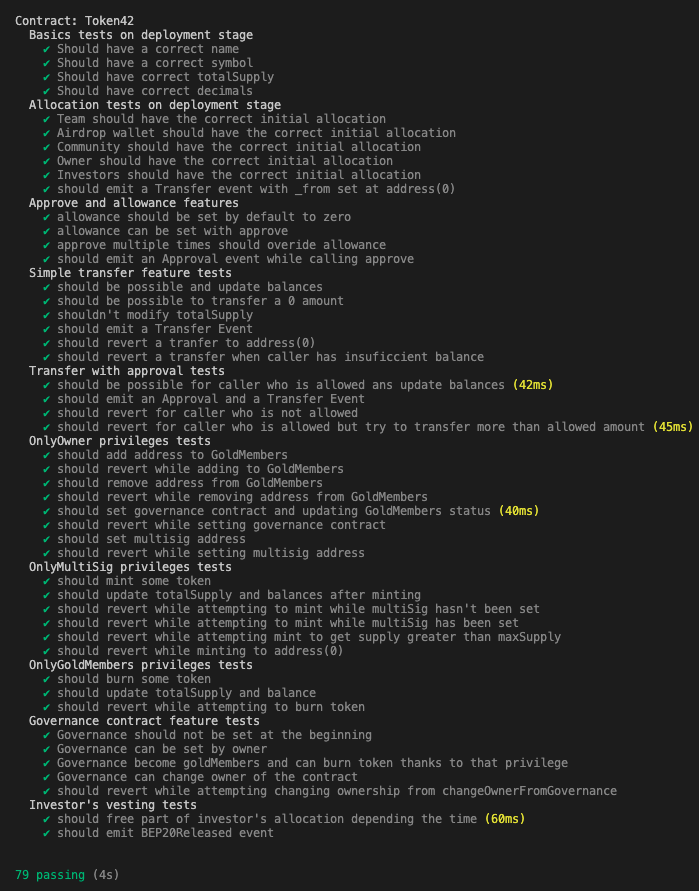 Contract: Token42
Basics tests on deployment stage
✔ Should have a correct name
✔ Should have a correct symbol
✔ Should have correct totalSupply
✔ Should have correct decimals
Allocation tests on deployment stage
✔ Team should have the correct initial allocation
✔ Airdrop wallet should have the correct initial allocation
✔ Community should have the correct initial allocation
✔ Owner should have the correct initial allocation
✔ Investors should have the correct initial allocation
✔ should emit a Transfer event with _from set at address(0)
Approve and allowance features
✔ allowance should be set by default to zero
✔ allowance can be set with approve
✔ approve multiple times should overide allowance
✔ should emit an Approval event while calling approve
Simple transfer feature tests
✔ should be possible and update balances
✔ should be possible to transfer a 0 amount
✔ shouldn't modify totalSupply
✔ should emit a Transfer Event
✔ should revert a tranfer to address(0)
✔ should revert a transfer when caller has insuficcient balance
Transfer with approval tests
✔ should be possible for caller who is allowed ans update balances (42ms)
✔ should emit an Approval and a Transfer Event
✔ should revert for caller who is not allowed
✔ should revert for caller who is allowed but try to transfer more than allowed amount (45ms)
OnlyOwner privileges tests
✔ should add address to GoldMembers
✔ should revert while adding to GoldMembers
✔ should remove address from GoldMembers
✔ should revert while removing address from GoldMembers
✔ should set governance contract and updating GoldMembers status (40ms)
✔ should revert while setting governance contract
✔ should set multisig address
✔ should revert while setting multisig address
OnlyMultiSig privileges tests
✔ should mint some token
✔ should update totalSupply and balances after minting
✔ should revert while attempting to mint while multiSig hasn't been set
✔ should revert while attempting to mint while multiSig has been set
✔ should revert while attempting mint to get supply greater than maxSupply
✔ should revert while minting to address(0)
OnlyGoldMembers privileges tests
✔ should burn some token
✔ should update totalSupply and balance
✔ should revert while attempting to burn token
Governance contract feature tests
✔ Governance should not be set at the beginning
✔ Governance can be set by owner
✔ Governance become goldMembers and can burn token thanks to that privilege
✔ Governance can change owner of the contract
✔ should revert while attempting changing ownership from changeOwnerFromGovernance
Investor's vesting tests
✔ should free part of investor's allocation depending the time (60ms)
✔ should emit BEP20Released event
79 passing (4s)